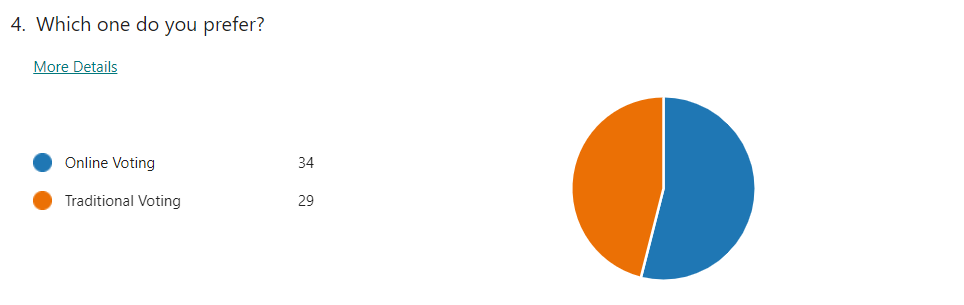 4. Which one do you prefer?
More Details
Online Voting 34
Traditional Voting 29